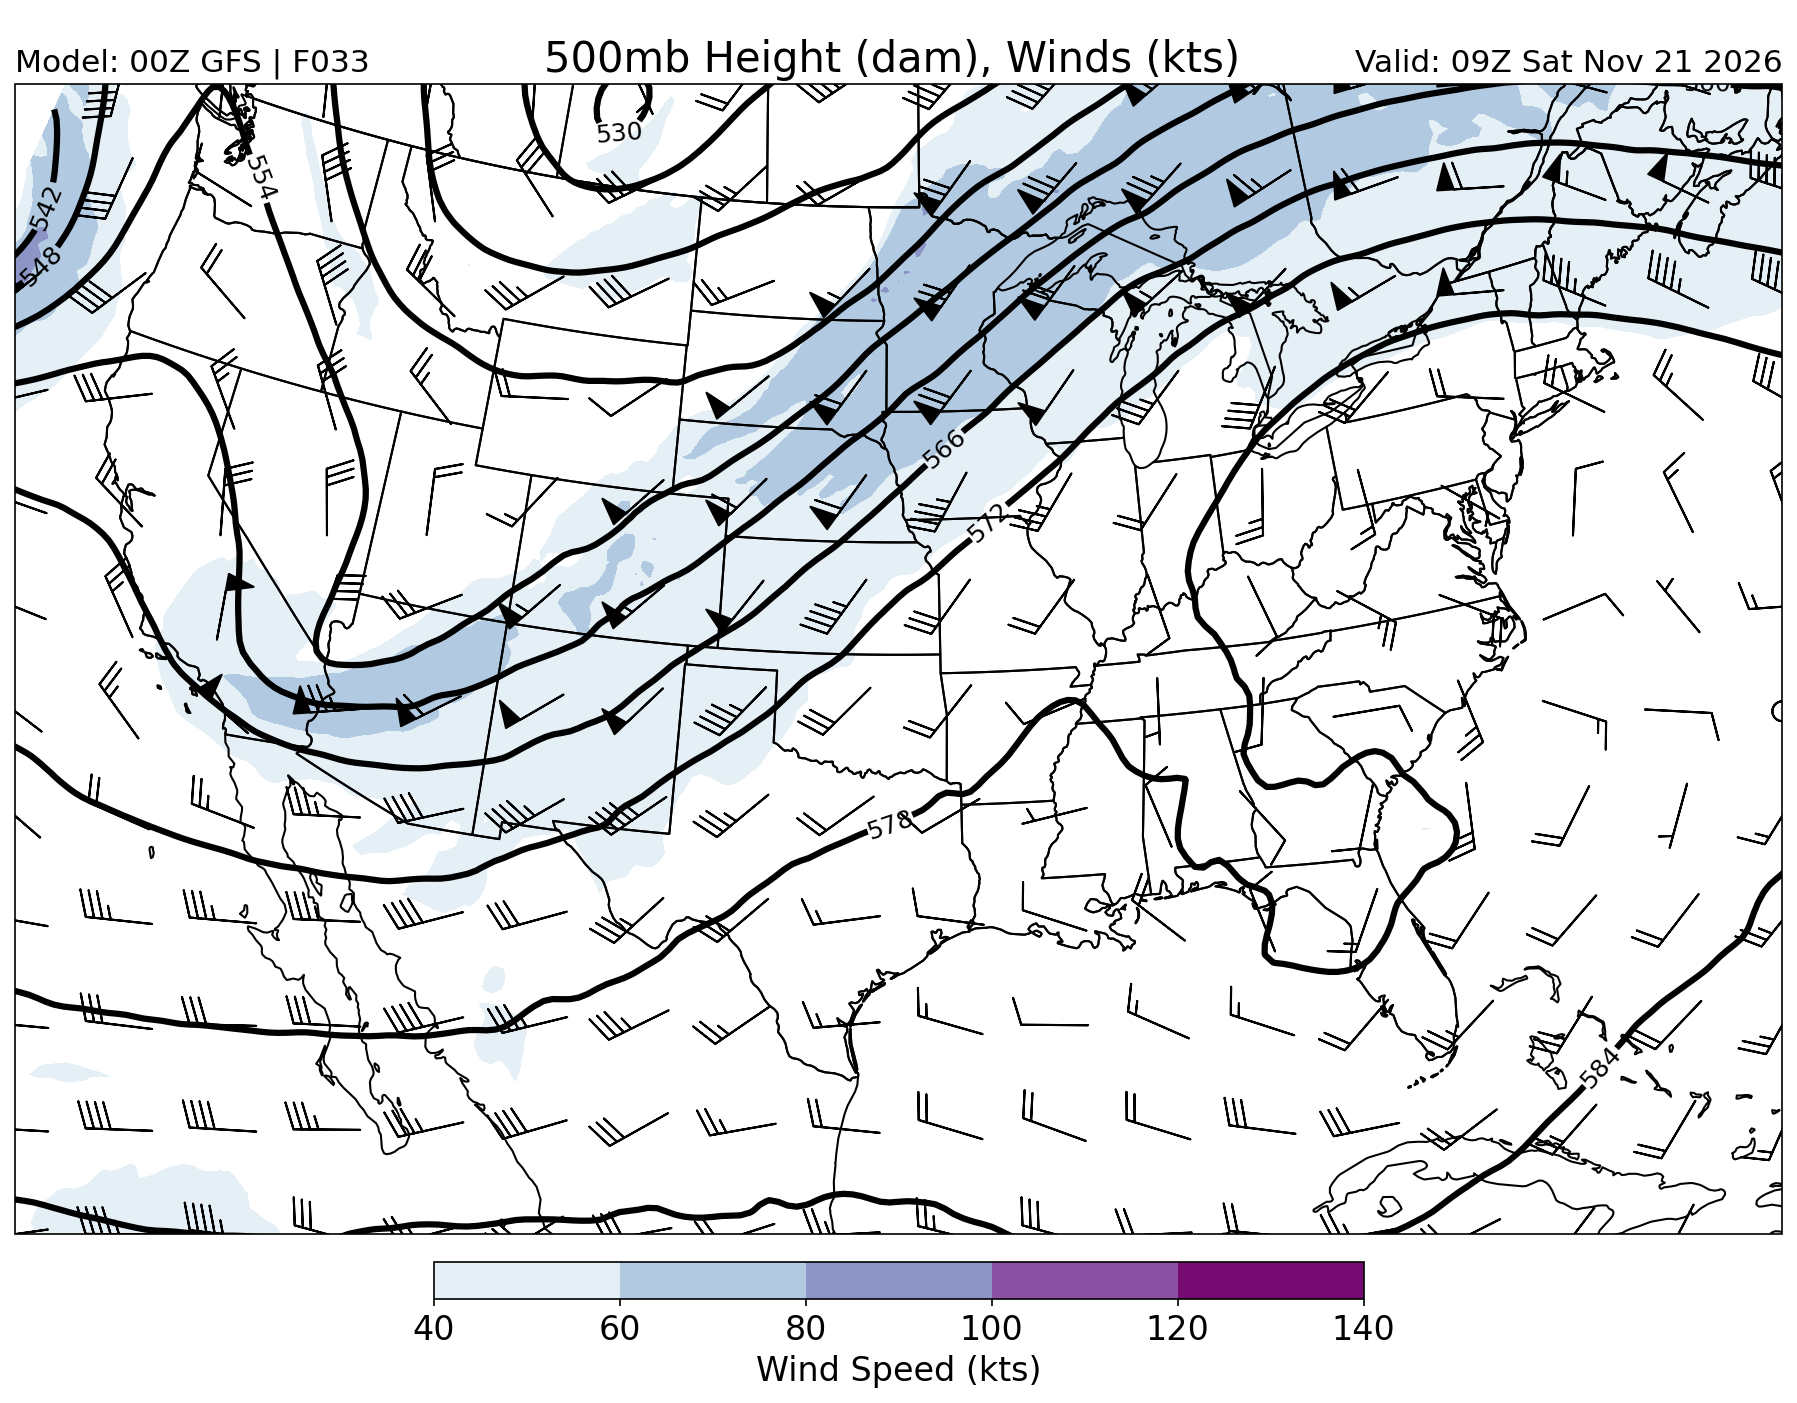 Model: 00Z GFS | F033
500mb Height (dam), Winds (kts)
Valid: 09Z Sat Nov 21 2026
530
554
542
548
566
572
578
584
40 60 80 100 120 140
Wind Speed (kts)